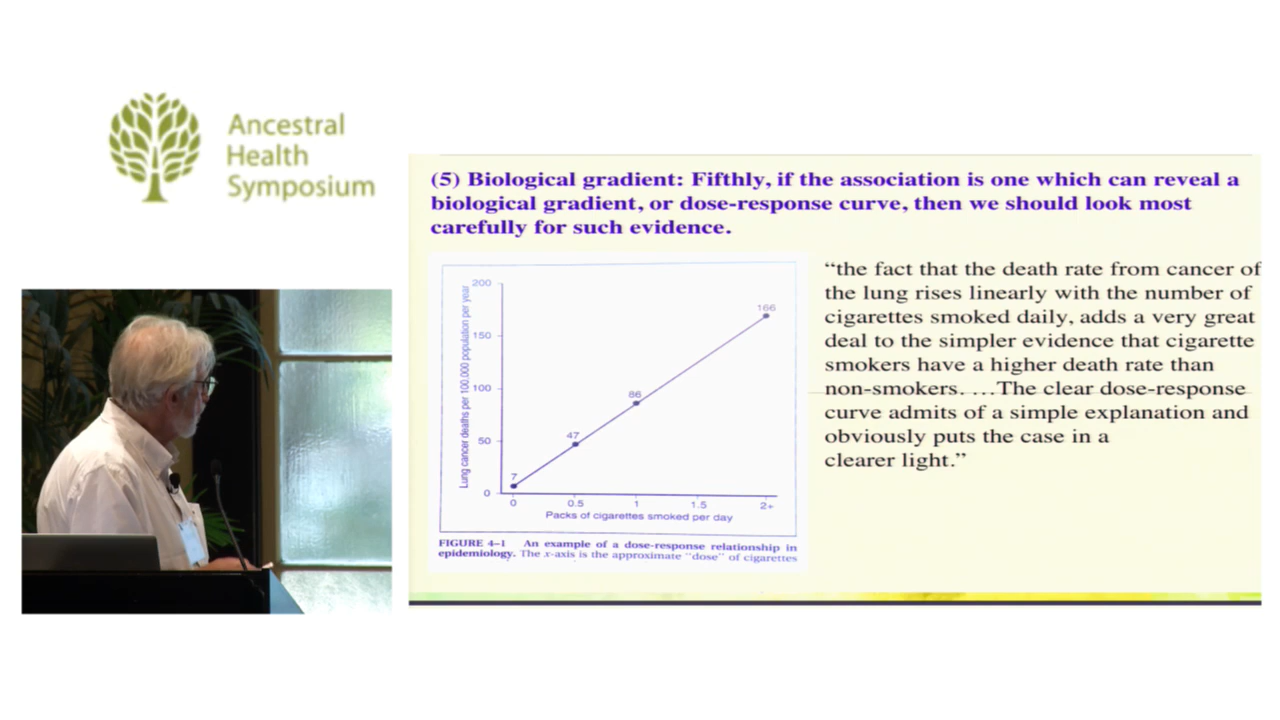 Ancestral
Health
Symposium
(5) Biological gradient: Fifthly, if the association is one which can reveal a
biological gradient, or dose-response curve, then we should look most
carefully for such evidence.
Lung cancer deaths per 100,000 population per year
200
150
100
50
0
7
47
86
166
0 0.5 1 1.5 2+
Packs of cigarettes smoked per day
FIGURE 4–1 An example of a dose-response relationship in
epidemiology. The x-axis is the approximate "dose" of cigarettes
“the fact that the death rate from cancer of
the lung rises linearly with the number of
cigarettes smoked daily, adds a very great
deal to the simpler evidence that cigarette
smokers have a higher death rate than
non-smokers. …The clear dose-response
curve admits of a simple explanation and
obviously puts the case in a
clearer light.”